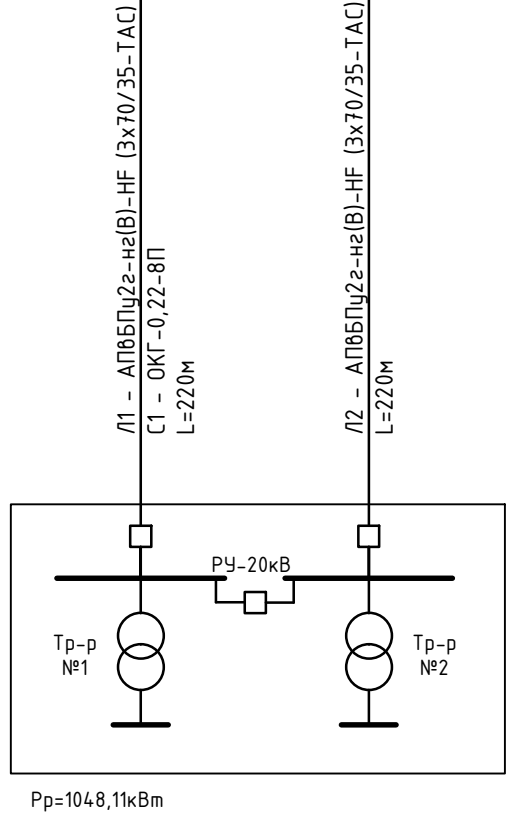 Л1 - АПвБПу2г-нг(В)-HF (3х70/35-ТАС)
С1 - ОКГ-0,22-8П
L=220м
Л2 - АПвБПу2г-нг(В)-HF (3х70/35-ТАС)
L=220м
РУ-20кВ
Тр-р
№1
Тр-р
№2
Рр=1048,11кВт